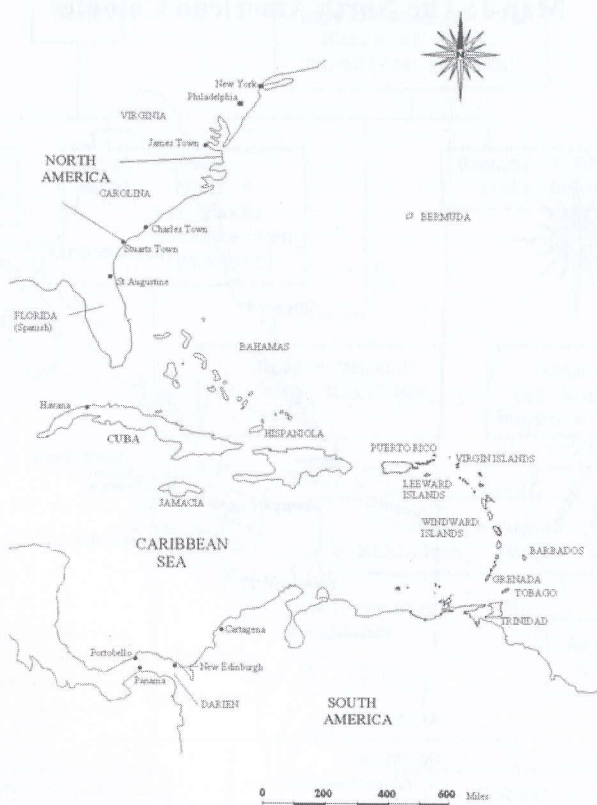 N
New York
Philadelphia
VIRGINIA
James Town
NORTH
AMERICA
CAROLINA
BERMUDA
Charles Town
Stuarts Town
St Augustine
FLORIDA
(Spanish)
BAHAMAS
Havana
HISPANIOLA
CUBA
PUERTO RICO
VIRGIN ISLANDS
LEEWARD
ISLANDS
JAMACIA
WINDWARD
ISLANDS
CARIBBEAN
SEA
BARBADOS
GRENADA
TOBAGO
TRINIDAD
Cartagena
Portobello
New Edinburgh
Panama
DARIEN
SOUTH
AMERICA
0 200 400 600 Miles